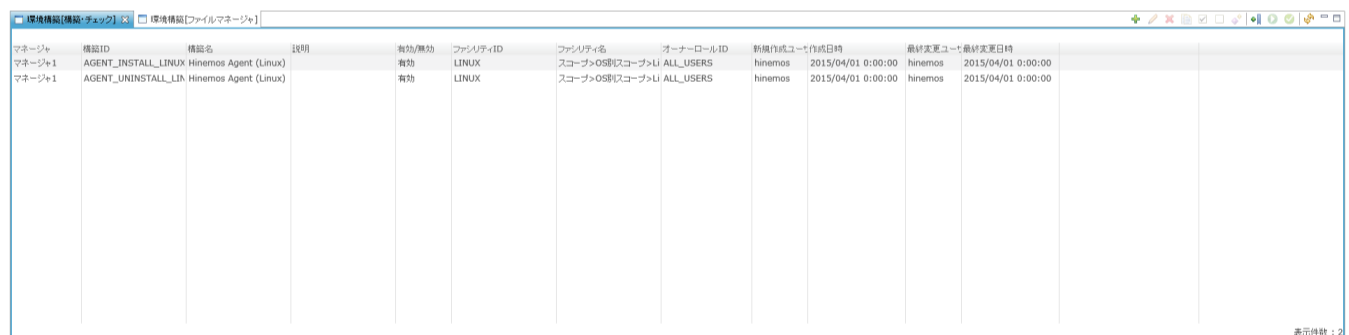 環境構築[構築・チェック] 環境構築[ファイルマネージャ]
マネージャ 構築ID 構築名 説明 有効/無効 ファシリティID ファシリティ名 オーナーロールID 新規作成ユーザ 作成日時 最終変更ユーザ 最終変更日時
マネージャ1 AGENT_INSTALL_LINUX Hinemos Agent (Linux) 有効 LINUX スコープ>OS別スコープ>Li ALL_USERS hinemos 2015/04/01 0:00:00 hinemos 2015/04/01 0:00:00
マネージャ1 AGENT_UNINSTALL_LIN Hinemos Agent (Linux) 有効 LINUX スコープ>OS別スコープ>Li ALL_USERS hinemos 2015/04/01 0:00:00 hinemos 2015/04/01 0:00:00
表示件数 : 2